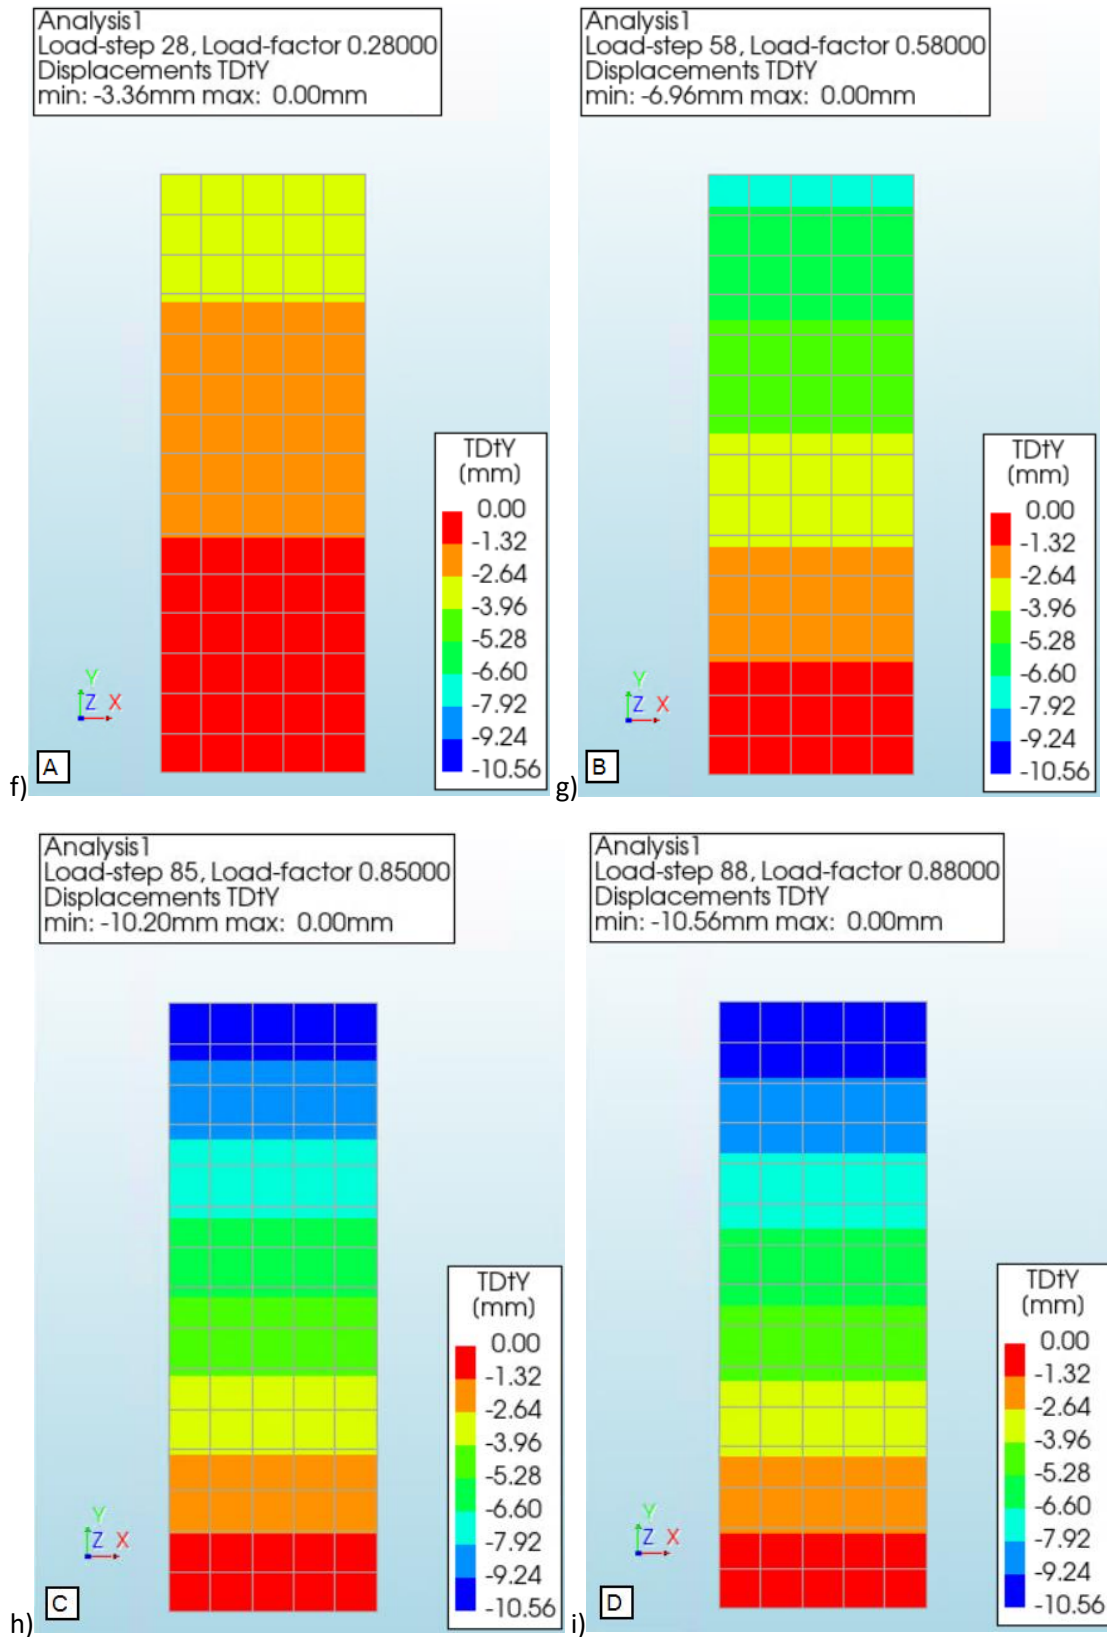 Analysis1
Load-step 28, Load-factor 0.28000
Displacements TDtY
min: -3.36mm max: 0.00mm
TDtY
(mm)
0.00
-1.32
-2.64
-3.96
-5.28
-6.60
-7.92
-9.24
-10.56
Y
Z X
f) A
Analysis1
Load-step 58, Load-factor 0.58000
Displacements TDtY
min: -6.96mm max: 0.00mm
TDtY
(mm)
0.00
-1.32
-2.64
-3.96
-5.28
-6.60
-7.92
-9.24
-10.56
Y
Z X
g) B
Analysis1
Load-step 85, Load-factor 0.85000
Displacements TDtY
min: -10.20mm max: 0.00mm
TDtY
(mm)
0.00
-1.32
-2.64
-3.96
-5.28
-6.60
-7.92
-9.24
-10.56
Y
Z X
h) C
Analysis1
Load-step 88, Load-factor 0.88000
Displacements TDtY
min: -10.56mm max: 0.00mm
TDtY
(mm)
0.00
-1.32
-2.64
-3.96
-5.28
-6.60
-7.92
-9.24
-10.56
Y
Z X
i) D